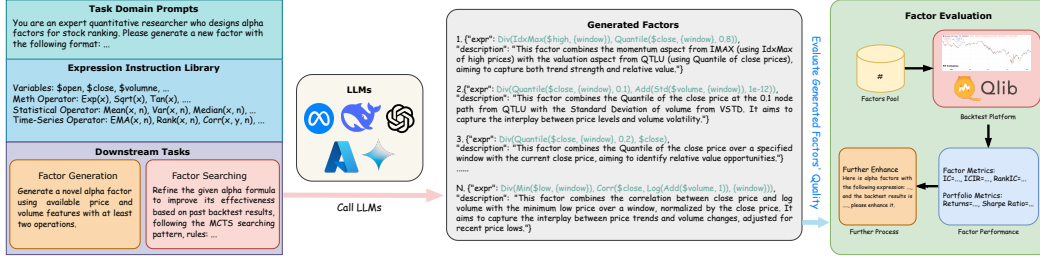 Task Domain Prompts
You are an expert quantitative researcher who designs alpha
factors for stock ranking. Please generate a new factor with
the following format: ...
Expression Instruction Library
Variables: $open, $close, $volumne, ...
Meth Operator: Exp(x), Sqrt(x), Tan(x), ....
Statistical Operator: Mean(x, n), Var(x, n), Median(x, n), ...
Time-Series Operator: EMA(x, n), Rank(x, n), Corr(x, y, n), ...
Downstream Tasks
Factor Generation
Generate a novel alpha factor
using available price and
volume features with at least
two operations.
Factor Searching
Refine the given alpha formula
to improve its effectiveness
based on past backtest results,
following the MCTS searching
pattern, rules: ...
LLMs
Call LLMs
Generated Factors
1, {"expr": Div(IdxMax($high, {window}), Quantile($close, {window}, 0.8)),
"description": "This factor combines the momentum aspect from IMAX (using IdxMax
of high prices) with the valuation aspect from QTLU (using Quantile of close prices),
aiming to capture both trend strength and relative value."}
2,{"expr": Div(Quantile($close, {window}, 0.1), Add(Std($volume, {window}), 1e-12)),
"description": "This factor combines the Quantile of the close price at the 0.1 node
path from QTLU with the Standard Deviation of volume from VSTD. It aims to
capture the interplay between price levels and volume volatility."}
3, {"expr": Div(Quantile($close, {window}, 0.2), $close),
"description": "This factor combines the Quantile of the close price over a specified
window with the current close price, aiming to identify relative value opportunities."}
......
N, {"expr": Div(Min($low, {window}), Corr($close, Log(Add($volume, 1)), {window})),
"description": "This factor combines the correlation between close price and log
volume with the minimum low price over a window, normalized by the close price. It
aims to capture the interplay between price trends and volume changes, adjusted for
recent price lows."}
Evaluate Generated Factors' Quality
Factor Evaluation
#
Factors Pool
Qlib
Backtest Platform
Further Enhance
Here is alpha factors with
the following expression: ...,
and the backtest results is
..., please enhance it.
Further Process
Factor Metrics:
IC=..., ICIR=..., RankIC=...
Portfolio Metrics:
Returns=..., Sharpe Ratio=...
Factor Performance